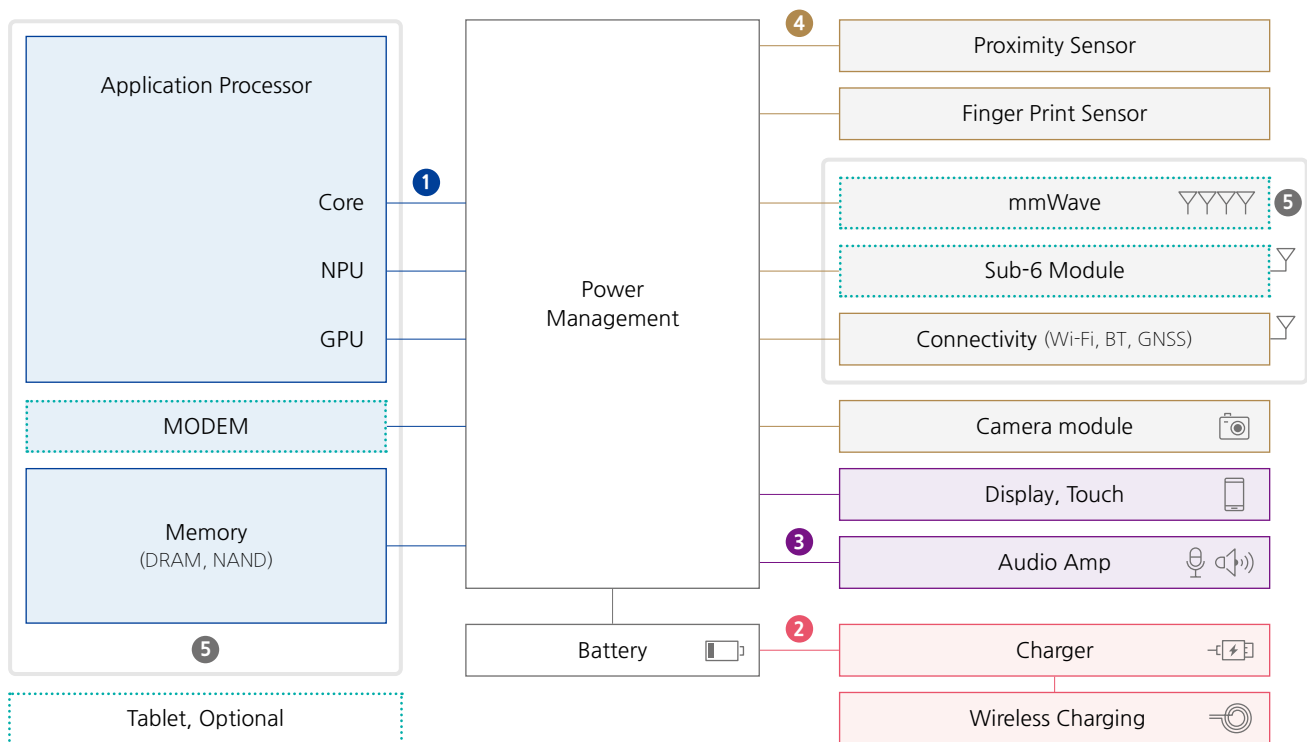 Application Processor
Core
NPU
GPU
MODEM
Memory
(DRAM, NAND)
5
Tablet, Optional
1
Power
Management
Battery
4
Proximity Sensor
Finger Print Sensor
mmWave
5
Sub-6 Module
Connectivity (Wi-Fi, BT, GNSS)
Camera module
Display, Touch
3
Audio Amp
2
Charger
Wireless Charging